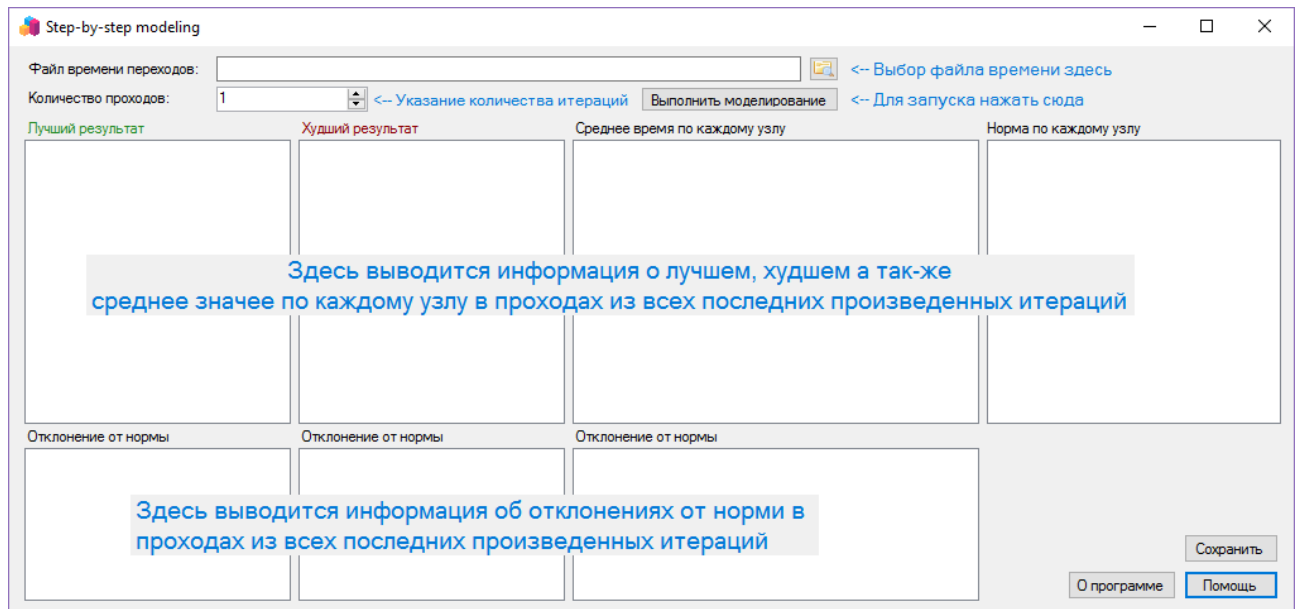 Step-by-step modeling
Файл времени переходов: <-- Выбор файла времени здесь
Количество проходов: 1 <-- Указание количества итераций Выполнить моделирование <-- Для запуска нажать сюда
Лучший результат Худший результат Среднее время по каждому узлу Норма по каждому узлу
Здесь выводится информация о лучшем, худшем а так-же
среднее значее по каждому узлу в проходах из всех последних произведенных итераций
Отклонение от нормы Отклонение от нормы Отклонение от нормы
Здесь выводится информация об отклонениях от норми в
проходах из всех последних произведенных итераций
Сохранить
О программе Помощь